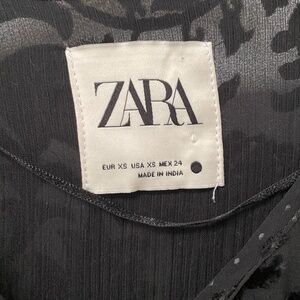 ZARA
EUR XS USA XS MEX 24
MADE IN INDIA